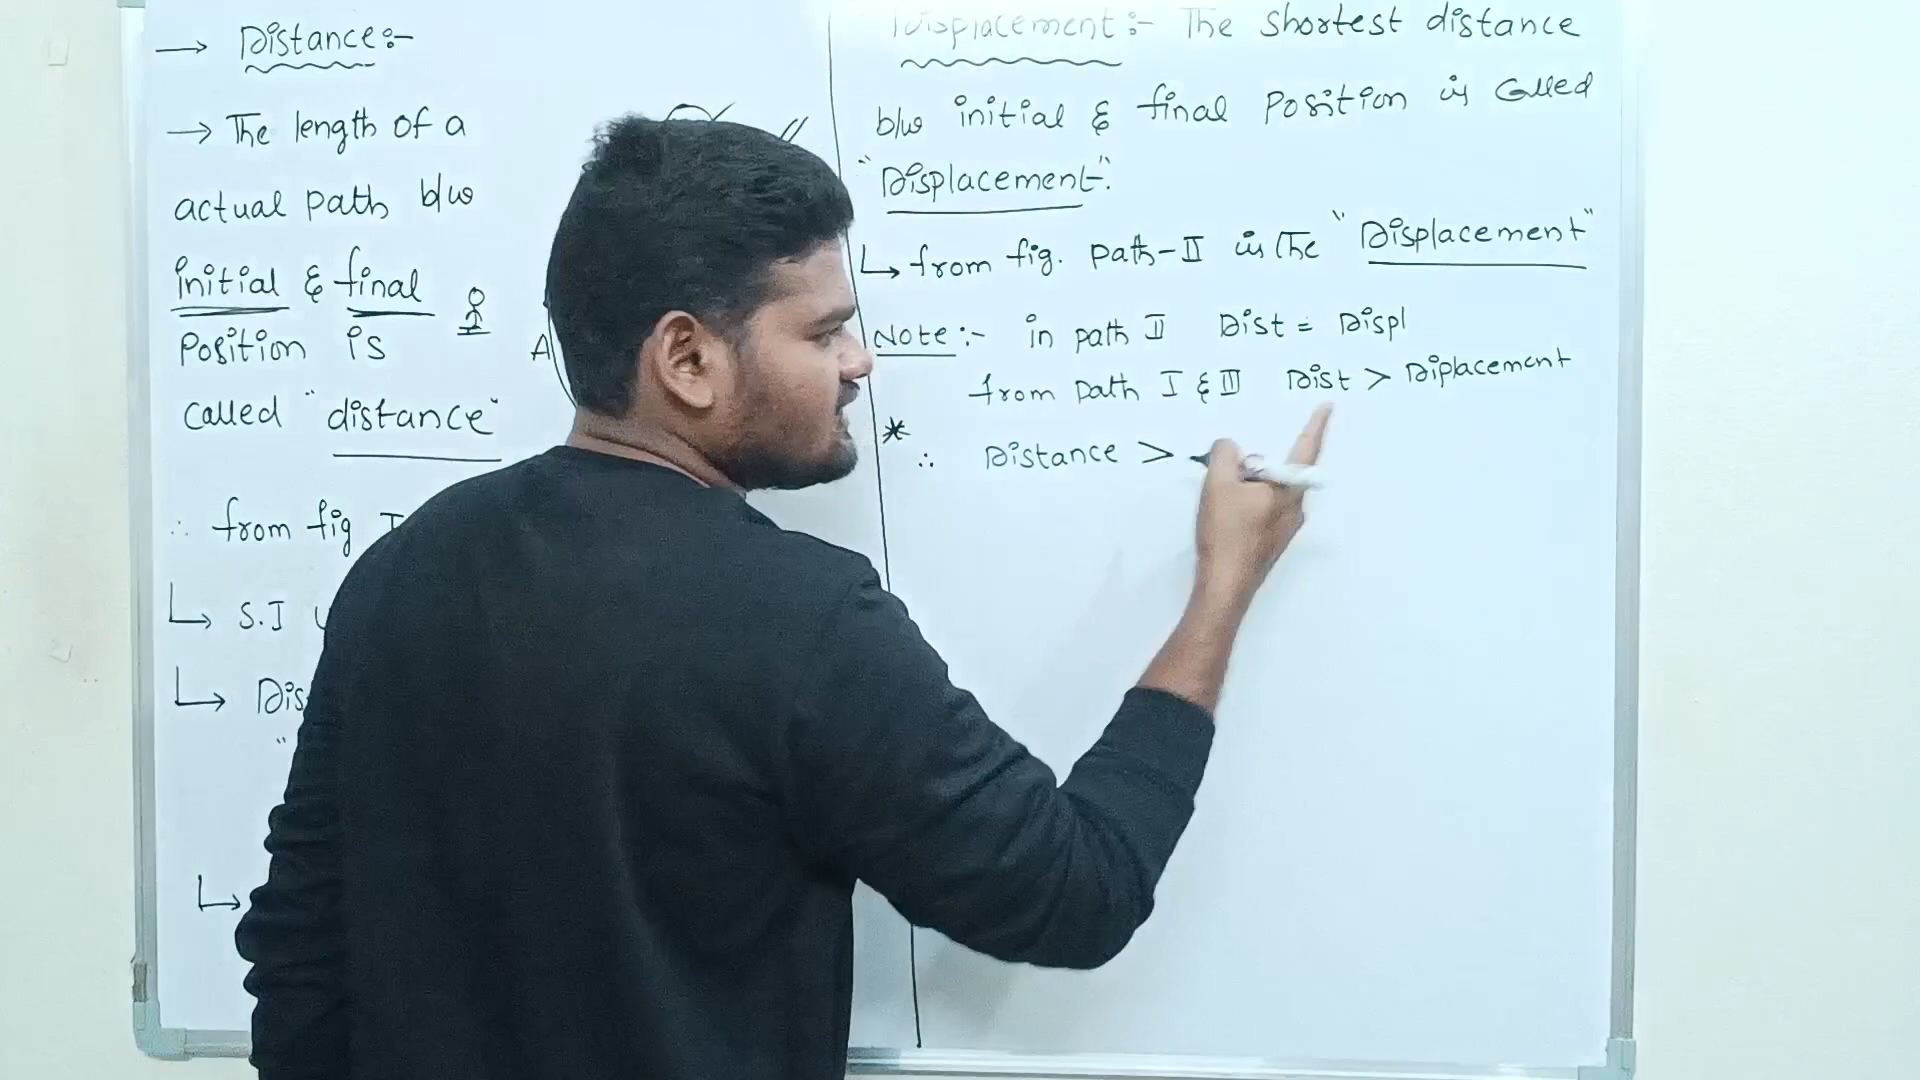 → Distance:-
→ The length of a
actual path b/w
initial & final
position is
called "distance"
A
∴ from fig I
↳ S.I
↳ Dis
"
↳
Displacement:- The shortest distance
b/w initial & final position is called
"Displacement".
↳ from fig. path-II is the "Displacement"
Note:- in path II Dist = Displ
from path I & III Dist > Diplacement
* ∴ Distance >